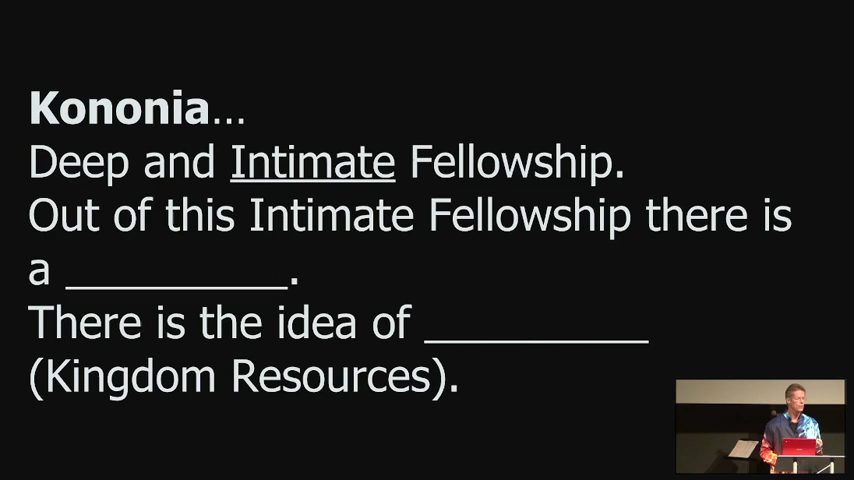 Kononia...
Deep and Intimate Fellowship.
Out of this Intimate Fellowship there is
a __________.
There is the idea of __________
(Kingdom Resources).